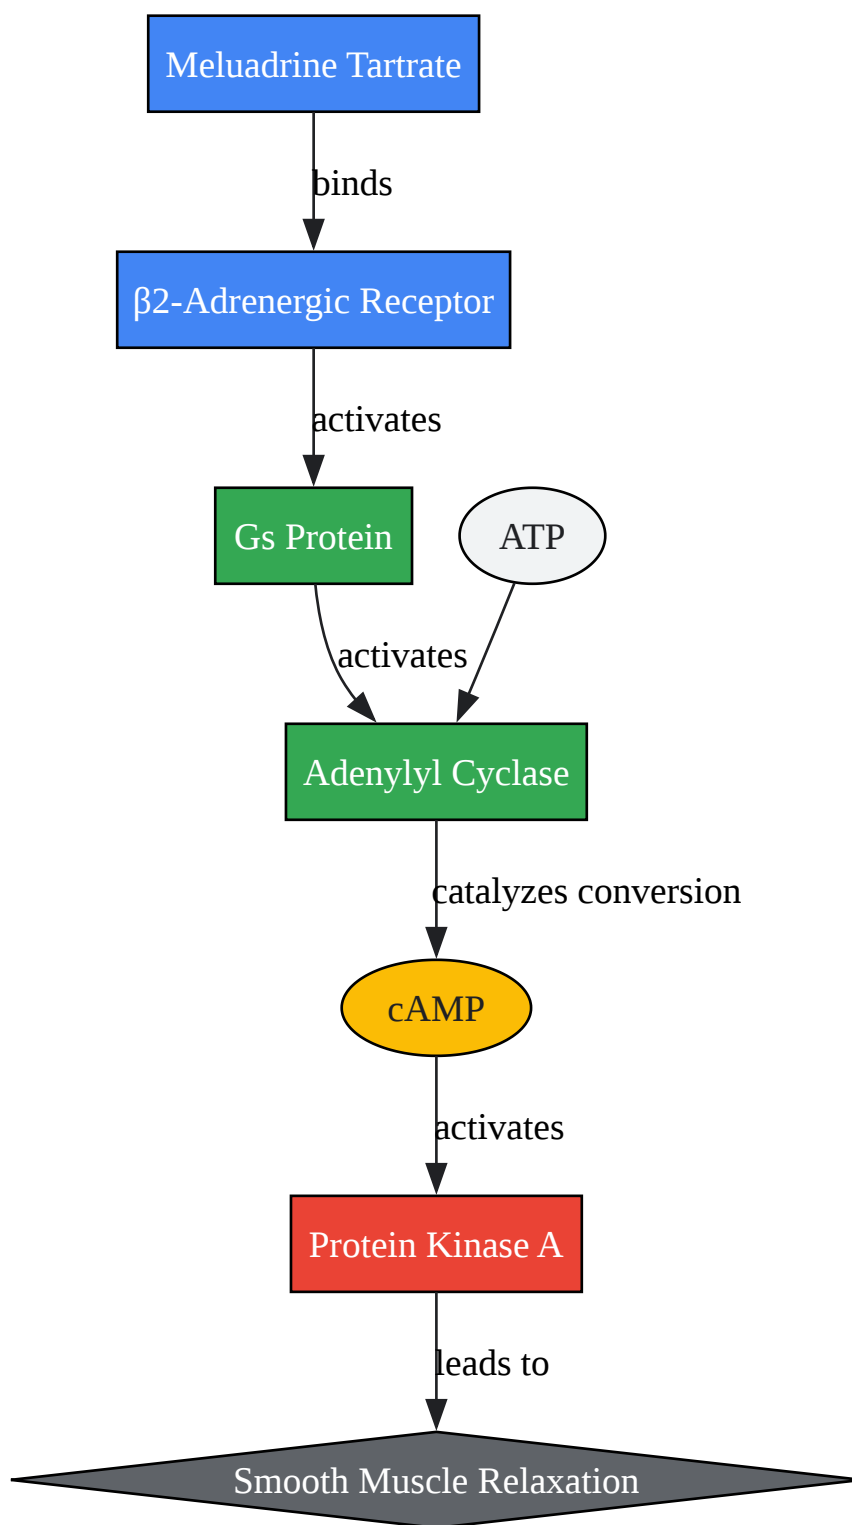 Meluadrine Tartrate
binds
β2-Adrenergic Receptor
activates
Gs Protein
ATP
activates
Adenylyl Cyclase
catalyzes conversion
cAMP
activates
Protein Kinase A
leads to
Smooth Muscle Relaxation